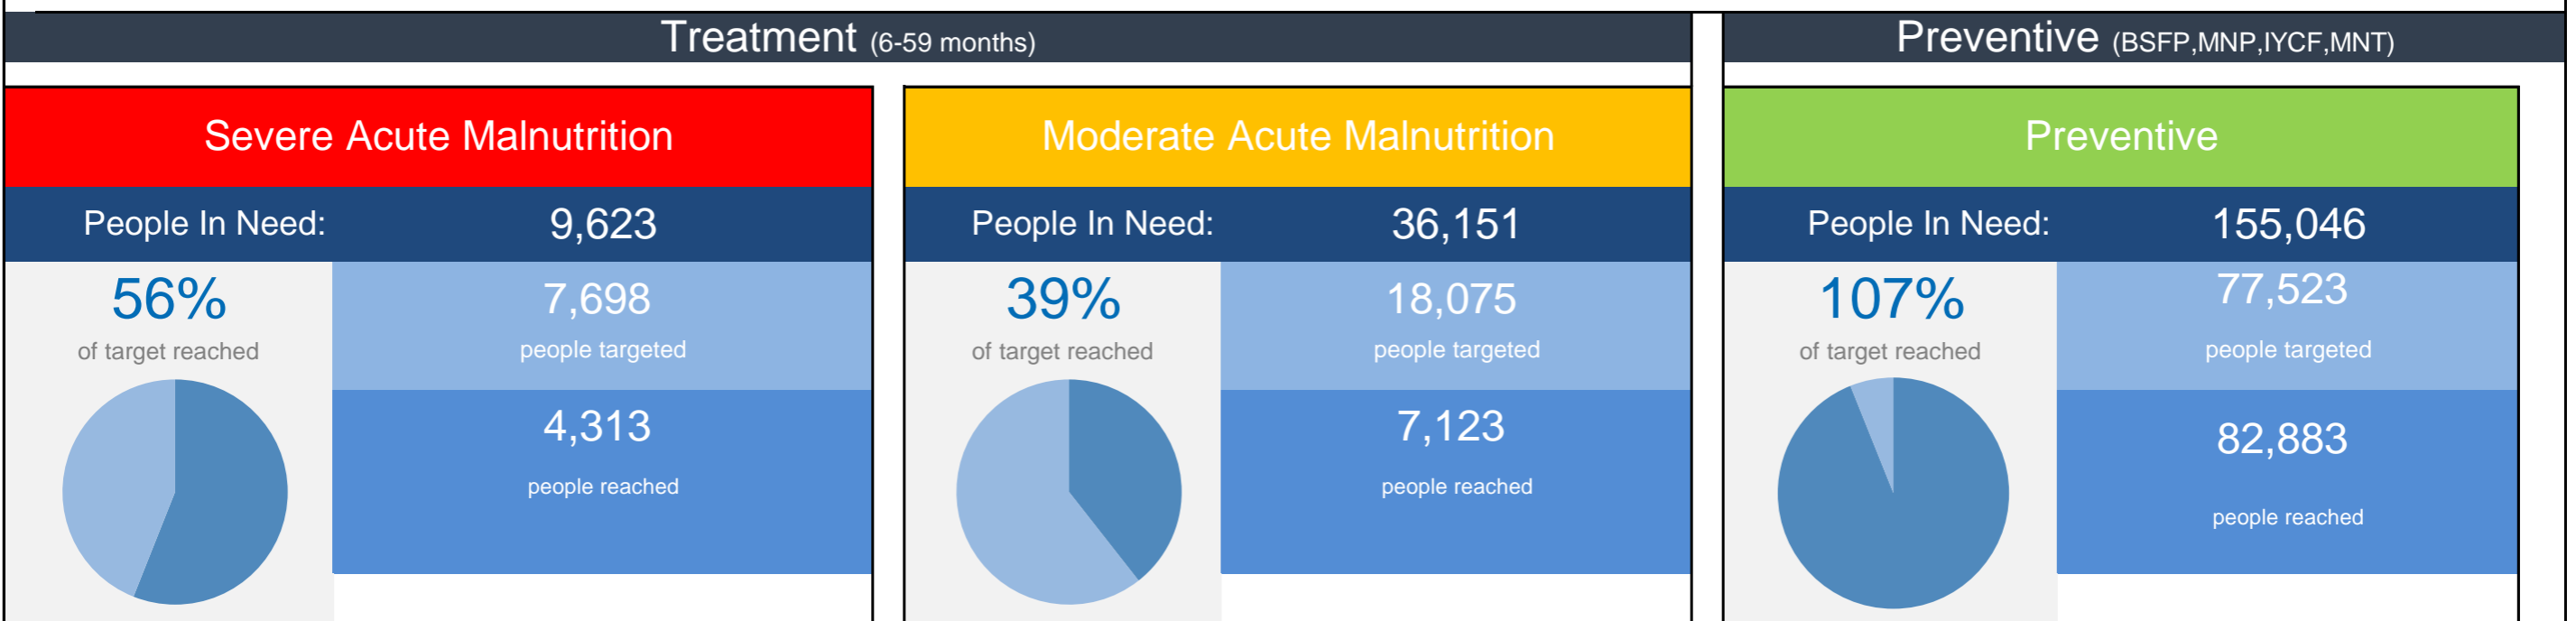 Treatment (6-59 months)
Severe Acute Malnutrition
People In Need: 9,623
56%
of target reached
7,698
people targeted
4,313
people reached
Moderate Acute Malnutrition
People In Need: 36,151
39%
of target reached
18,075
people targeted
7,123
people reached
Preventive (BSFP,MNP,IYCF,MNT)
Preventive
People In Need: 155,046
107%
of target reached
77,523
people targeted
82,883
people reached